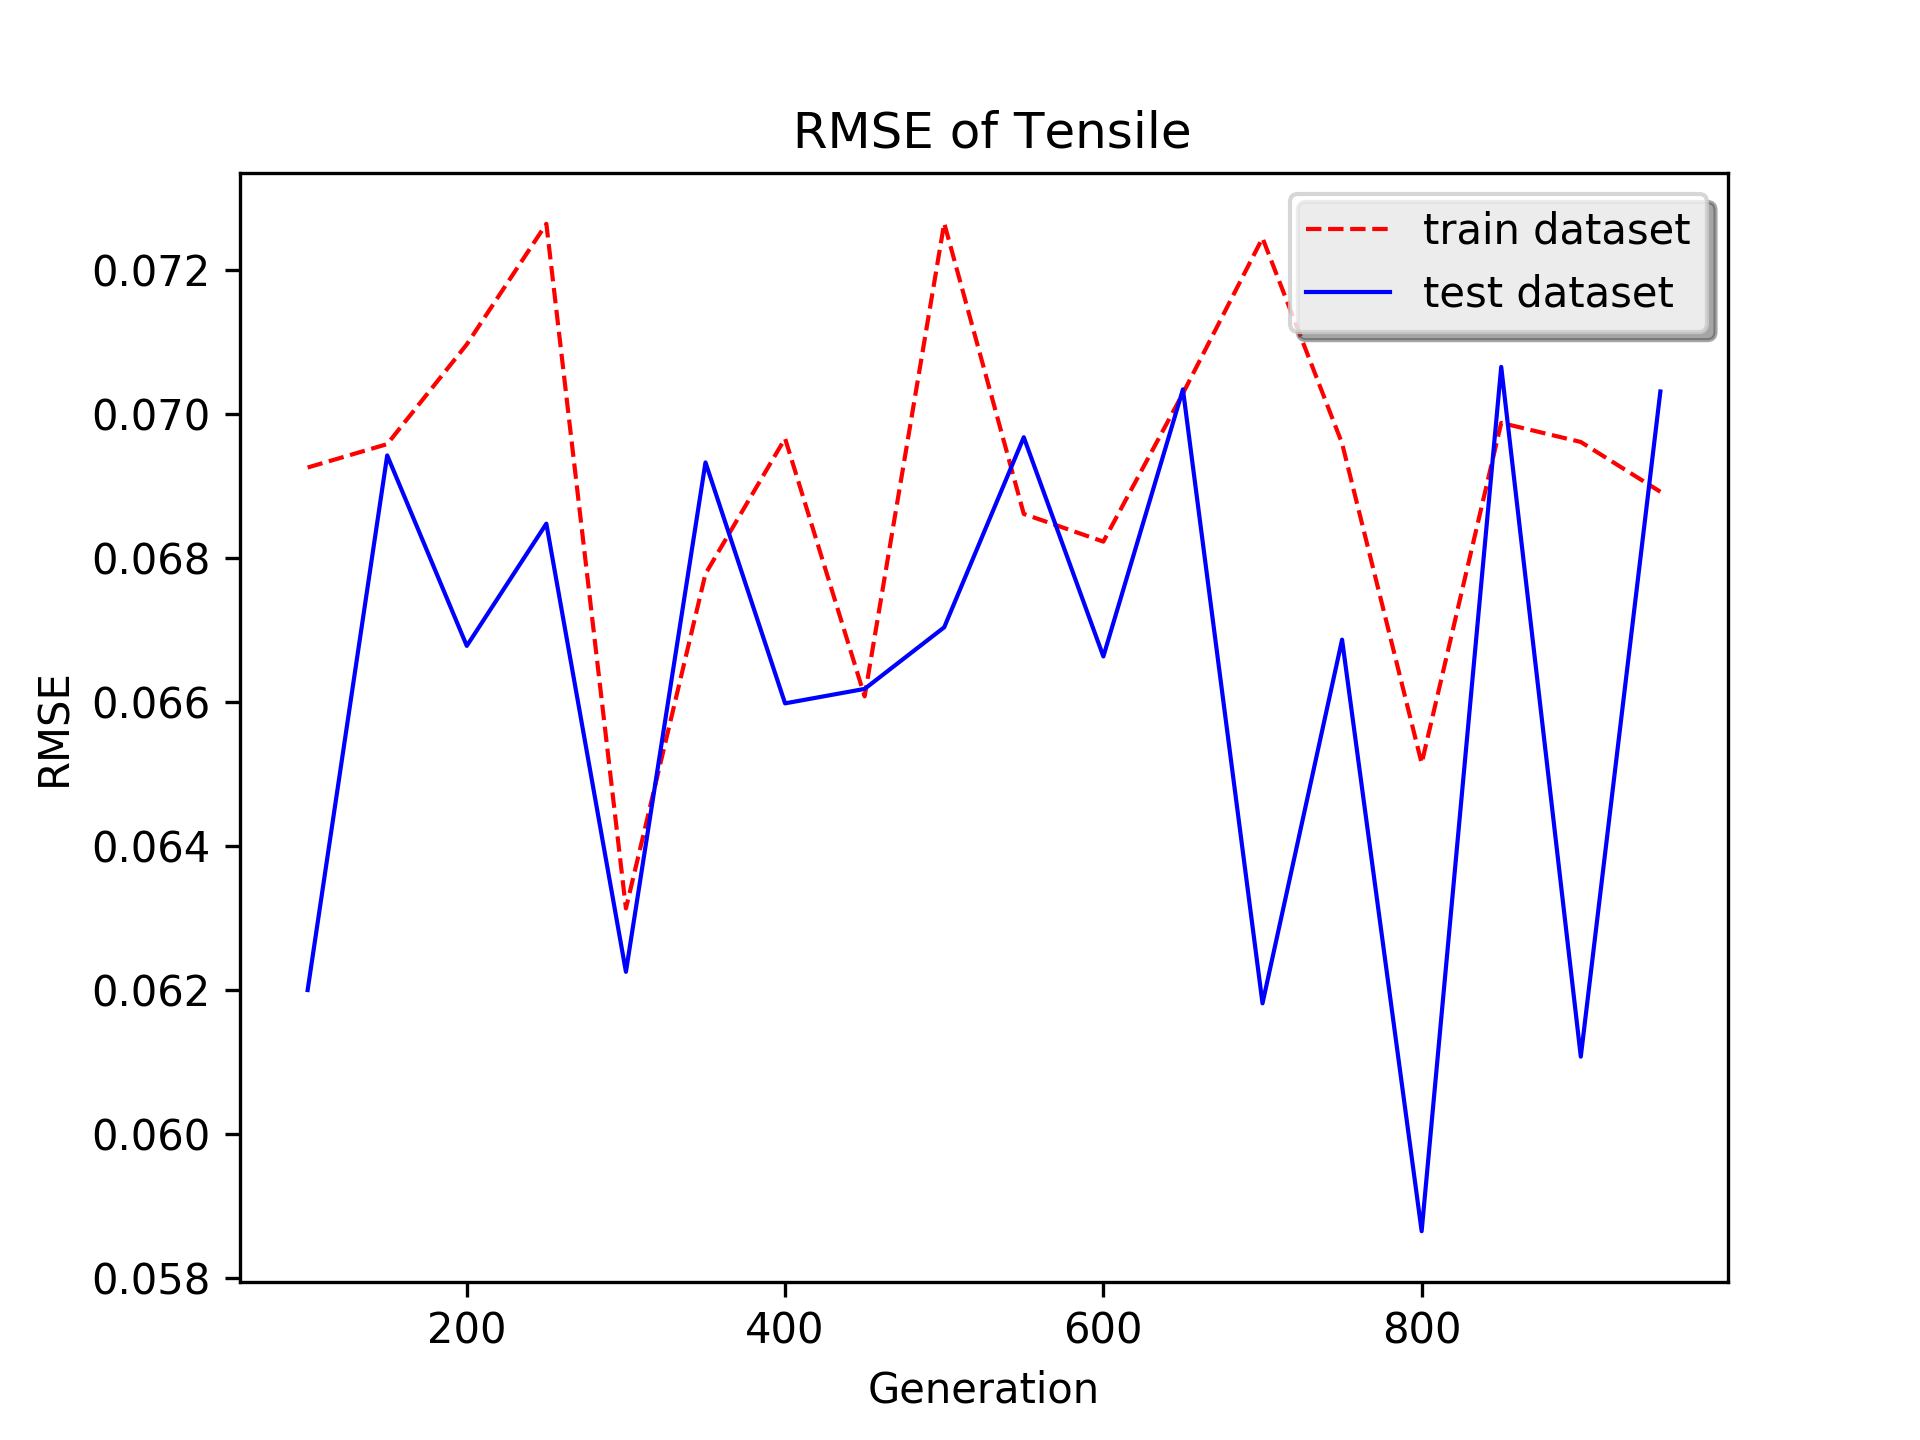 RMSE of Tensile
train dataset
test dataset
0.072
0.070
0.068
0.066
0.064
0.062
0.060
0.058
RMSE
200 400 600 800
Generation